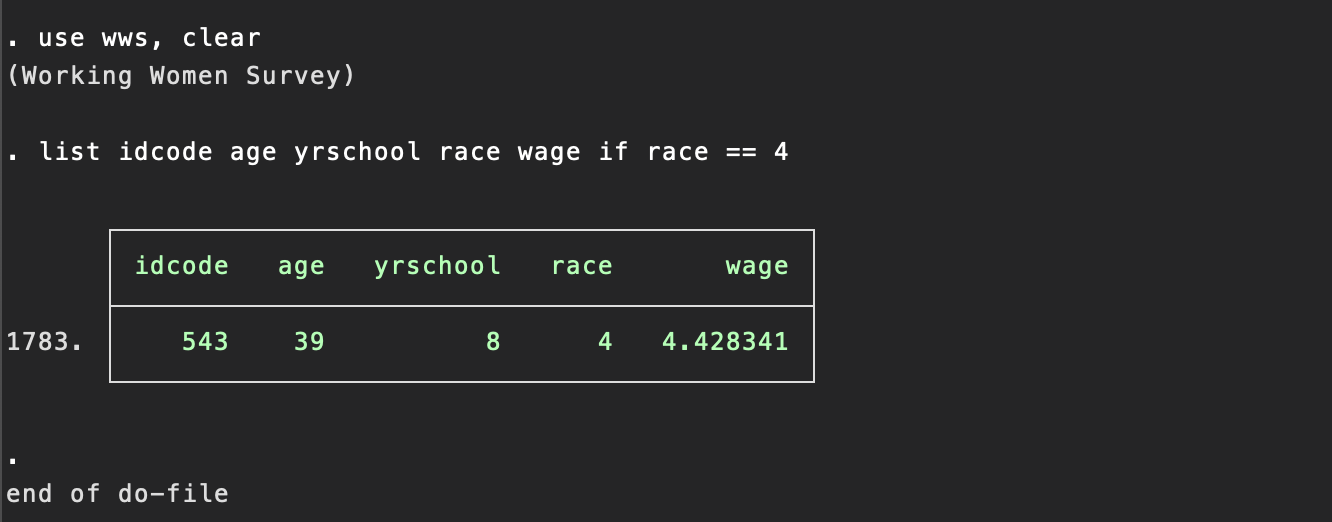 . use wws, clear
(Working Women Survey)
. list idcode age yrschool race wage if race == 4
idcode age yrschool race wage
1783. 543 39 8 4 4.428341
.
end of do-file